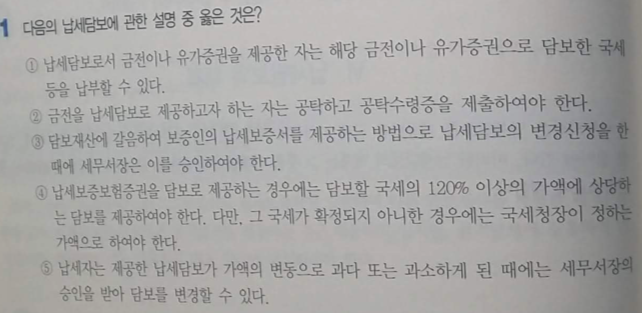 1 다음의 납세담보에 관한 설명 중 옳은 것은?
① 납세담보로서 금전이나 유가증권을 제공한 자는 해당 금전이나 유가증권으로 담보한 국세
등을 납부할 수 있다.
② 금전을 납세담보로 제공하고자 하는 자는 공탁하고 공탁수령증을 제출하여야 한다.
③ 담보재산에 갈음하여 보증인의 납세보증서를 제공하는 방법으로 납세담보의 변경신청을 한
때에 세무서장은 이를 승인하여야 한다.
④ 납세보증보험증권을 담보로 제공하는 경우에는 담보할 국세의 120% 이상의 가액에 상당하
는 담보를 제공하여야 한다. 다만, 그 국세가 확정되지 아니한 경우에는 국세청장이 정하는
가액으로 하여야 한다.
⑤ 납세자는 제공한 납세담보가 가액의 변동으로 과다 또는 과소하게 된 때에는 세무서장의
승인을 받아 담보를 변경할 수 있다.